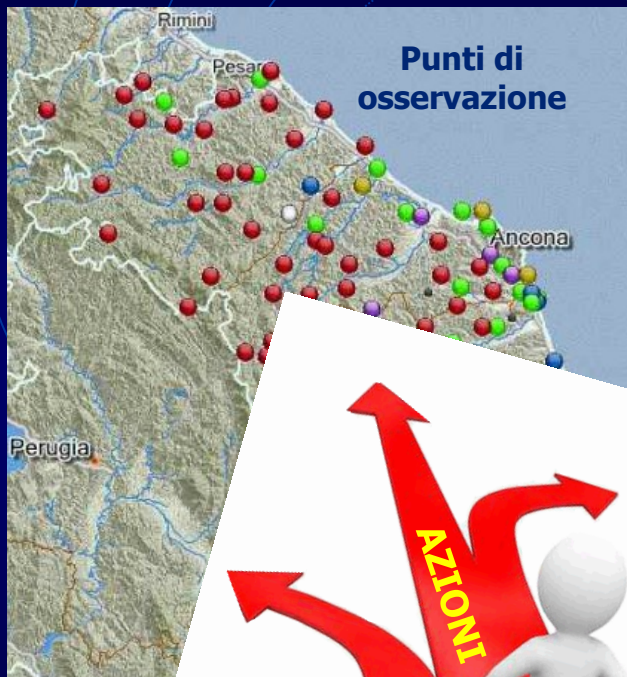 Rimini
Pesaro
Punti di
osservazione
Ancona
Perugia
AZIONI